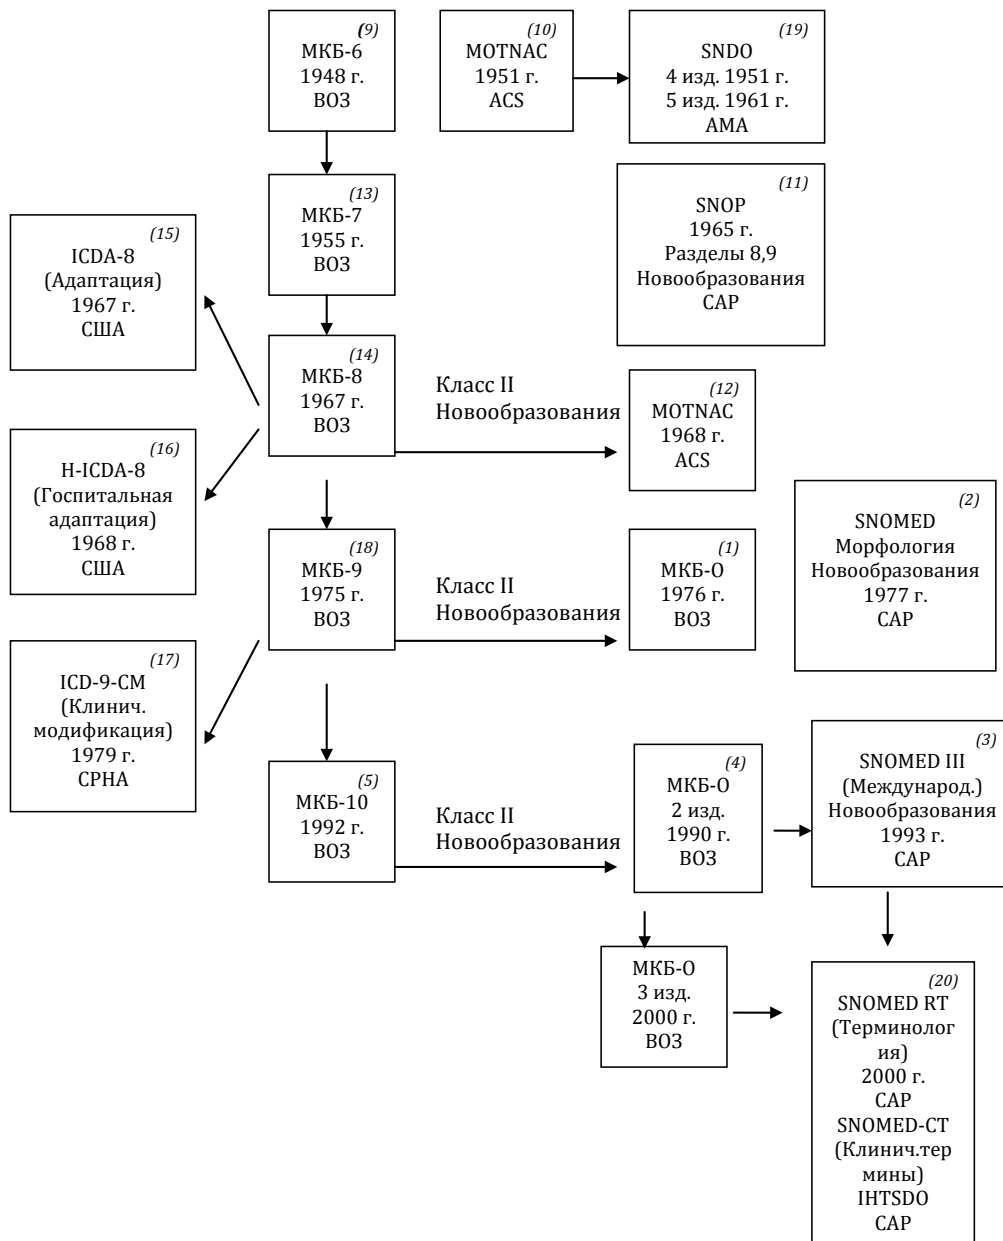 (9)
МКБ-6
1948 г.
ВОЗ
(10)
MOTNAC
1951 г.
ACS
(19)
SNDO
4 изд. 1951 г.
5 изд. 1961 г.
AMA
(13)
МКБ-7
1955 г.
ВОЗ
(11)
SNOP
1965 г.
Разделы 8,9
Новообразования
CAP
(15)
ICDA-8
(Адаптация)
1967 г.
США
(14)
МКБ-8
1967 г.
ВОЗ
Класс II
Новообразования
(12)
MOTNAC
1968 г.
ACS
(16)
H-ICDA-8
(Госпитальная
адаптация)
1968 г.
США
(18)
МКБ-9
1975 г.
ВОЗ
Класс II
Новообразования
(1)
МКБ-О
1976 г.
ВОЗ
(2)
SNOMED
Морфология
Новообразования
1977 г.
CAP
(17)
ICD-9-CM
(Клинич.
модификация)
1979 г.
CPHA
(5)
МКБ-10
1992 г.
ВОЗ
Класс II
Новообразования
(4)
МКБ-О
2 изд.
1990 г.
ВОЗ
(3)
SNOMED III
(Международ.)
Новообразования
1993 г.
CAP
МКБ-О
3 изд.
2000 г.
ВОЗ
(20)
SNOMED RT
(Терминолог
ия)
2000 г.
CAP
SNOMED-CT
(Клинич.тер
мины)
IHTSDO
CAP